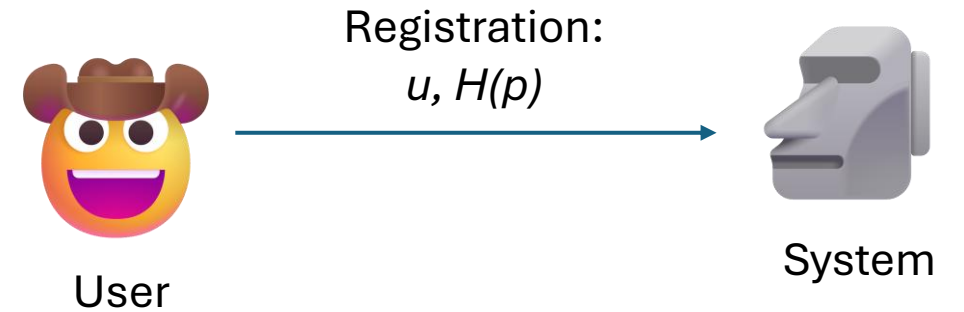 Registration:
u, H(p)
System
User